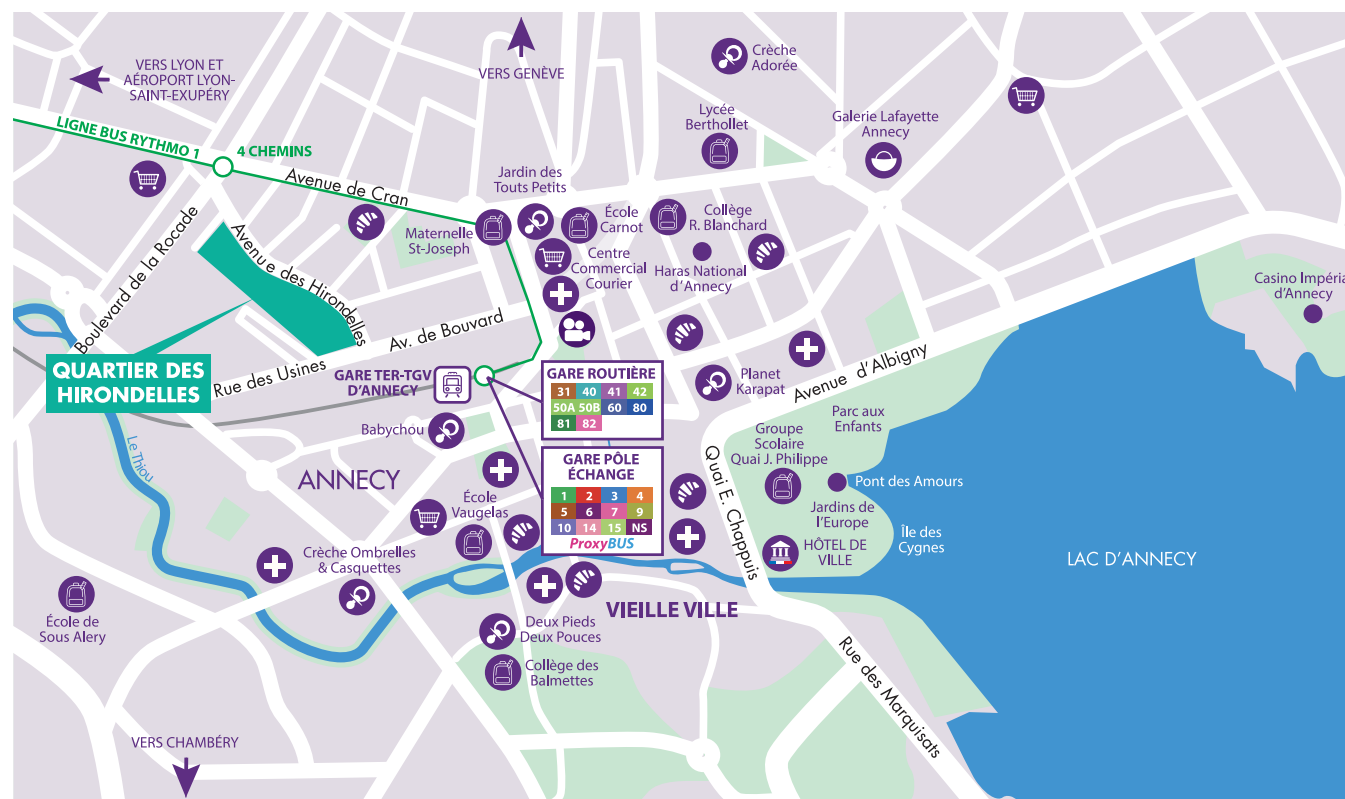 VERS LYON ET
AÉROPORT LYON-
SAINT-EXUPÉRY
VERS GENÈVE
Crèche
Adorée
Lycée
Berthollet
Galerie Lafayette
Annecy
LIGNE BUS RYTHMO 1
4 CHEMINS
Avenue de Cran
Jardin des
Touts Petits
École
Carnot
Collège
R. Blanchard
Maternelle
St-Joseph
Centre
Commercial
Courier
Haras National
d'Annecy
Boulevard de la Rocade
Avenue des Hirondelles
Casino Impéria
d'Annecy
Av. de Bouvard
Rue des Usines
QUARTIER DES
HIRONDELLES
GARE TER-TGV
D'ANNECY
GARE ROUTIÈRE
31 40 41 42
50A 50B 60 80
81 82
Planet
Karapat
Avenue d'Albigny
Parc aux
Enfants
Babychou
Groupe
Scolaire
Quai J. Philippe
Le Thiou
ANNECY
GARE PÔLE
ÉCHANGE
1 2 3 4
5 6 7 9
10 14 15 NS
ProxyBUS
Quai E. Chappuis
Pont des Amours
Jardins de
l'Europe
École
Vaugelas
Île des
Cygnes
HÔTEL DE
VILLE
LAC D'ANNECY
Crèche Ombrelles
& Casquettes
École de
Sous Alery
VIEILLE VILLE
Deux Pieds
Deux Pouces
Collège des
Balmettes
Rue des Marquisats
VERS CHAMBÉRY